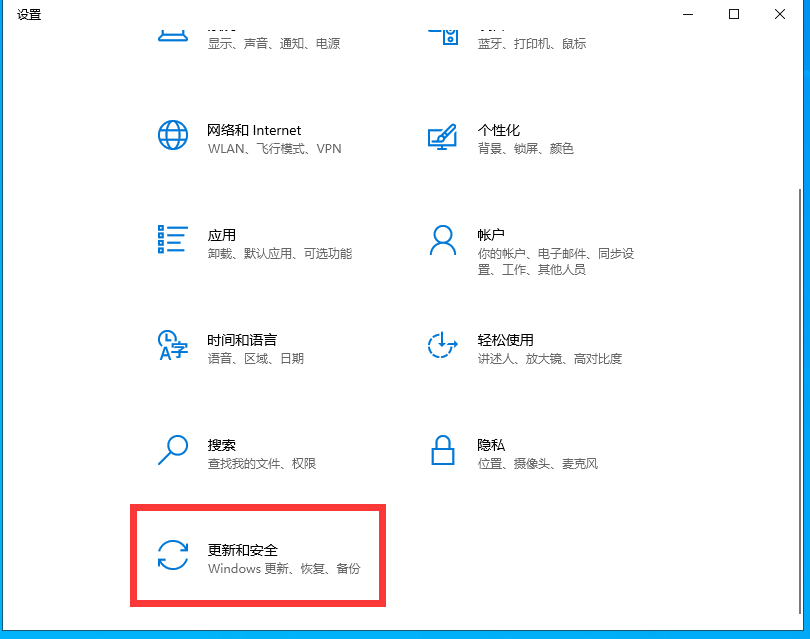 设置
显示、声音、通知、电源
蓝牙、打印机、鼠标
网络和 Internet
WLAN、飞行模式、VPN
个性化
背景、锁屏、颜色
应用
卸载、默认应用、可选功能
帐户
你的帐户、电子邮件、同步设
置、工作、其他人员
时间和语言
语音、区域、日期
轻松使用
讲述人、放大镜、高对比度
搜索
查找我的文件、权限
隐私
位置、摄像头、麦克风
更新和安全
Windows 更新、恢复、备份